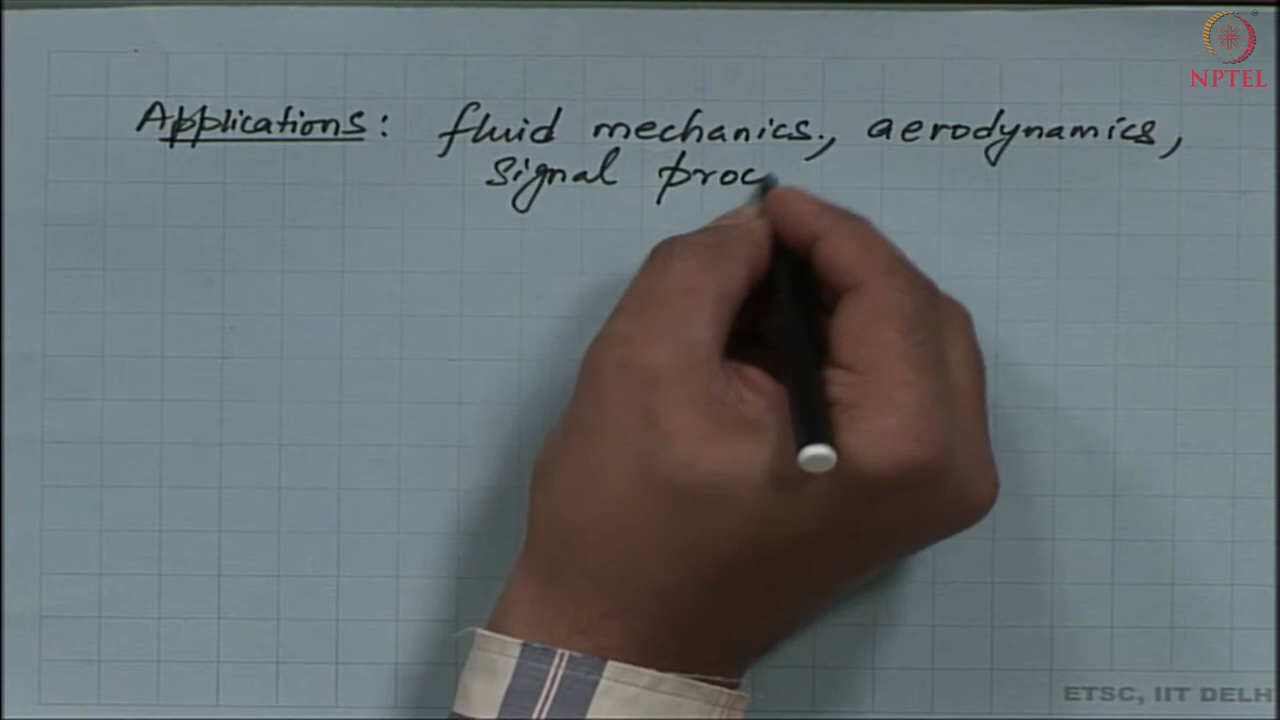 NPTEL
Applications: fluid mechanics., aerodynamics,
signal proc
ETSC, IIT DELH